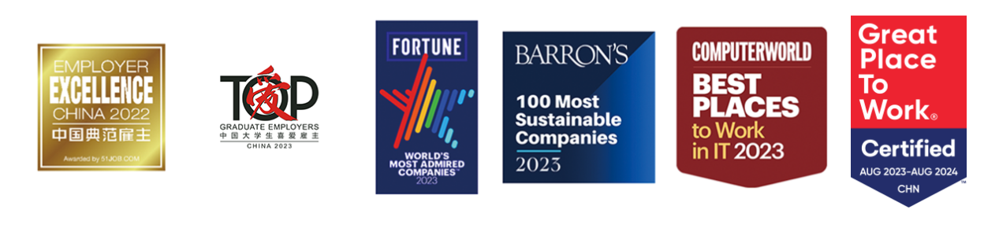 EMPLOYER
EXCELLENCE
CHINA 2022
中国典范雇主
Awarded by 51JOB.COM
TOP
爱
GRADUATE EMPLOYERS
中国大学生喜爱雇主
CHINA 2023
FORTUNE
WORLD'S
MOST ADMIRED
COMPANIES™
2023
BARRON'S
100 Most
Sustainable
Companies
2023
COMPUTERWORLD
BEST
PLACES
to Work
in IT 2023
Great
Place
To
Work®
Certified
AUG 2023-AUG 2024
CHN
™